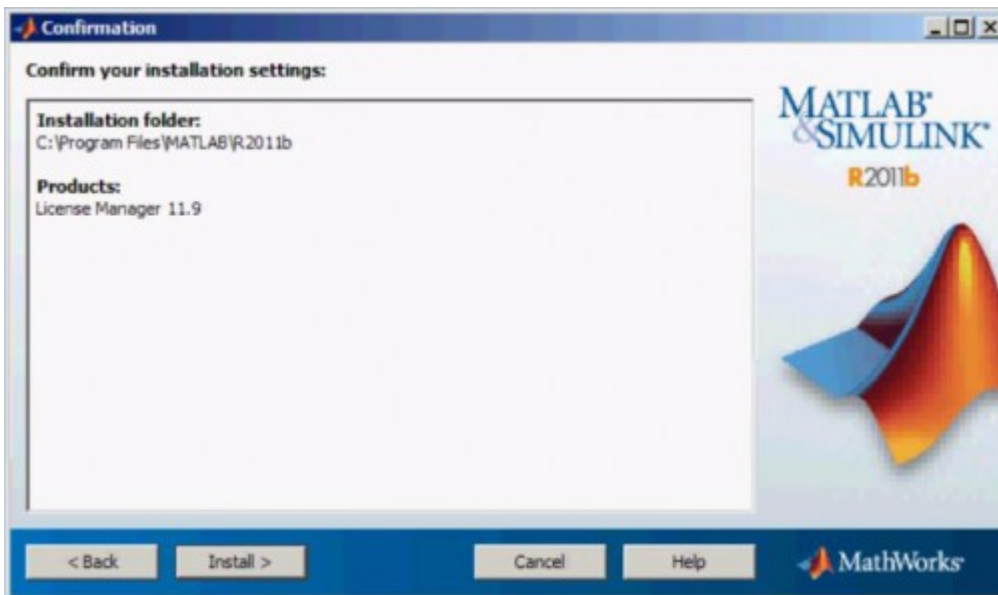 Confirmation
Confirm your installation settings:
Installation folder:
C:\Program Files\MATLAB\R2011b
Products:
License Manager 11.9
MATLAB®
&SIMULINK®
R2011b
< Back
Install >
Cancel
Help
MathWorks®